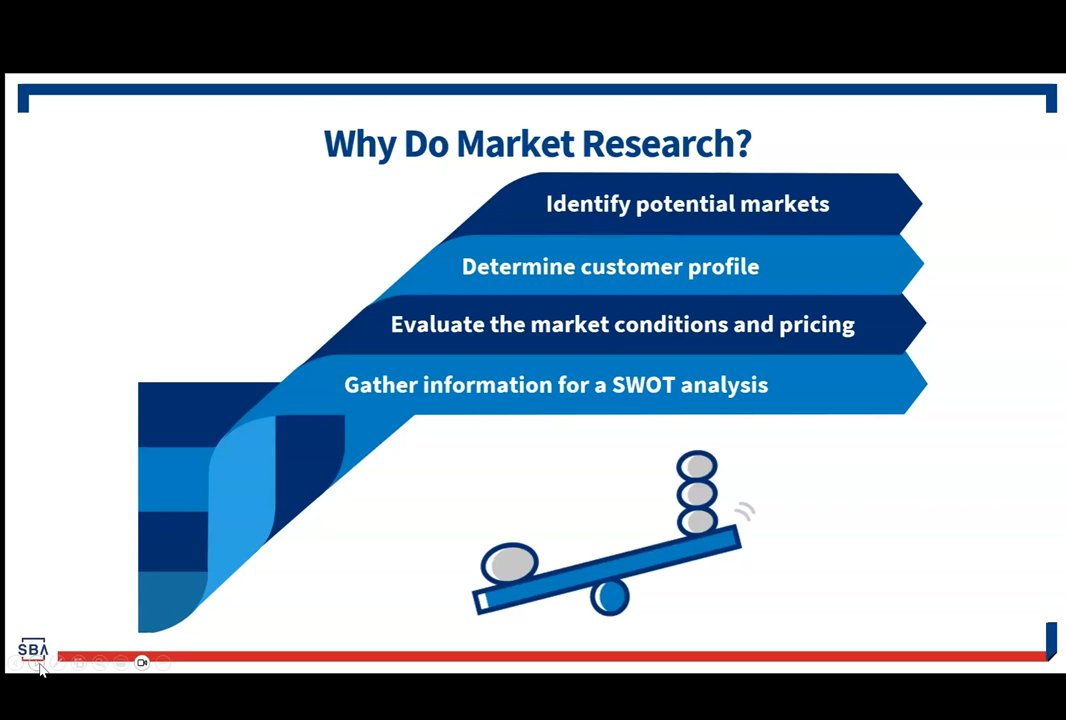 Why Do Market Research?
Identify potential markets
Determine customer profile
Evaluate the market conditions and pricing
Gather information for a SWOT analysis
SBA